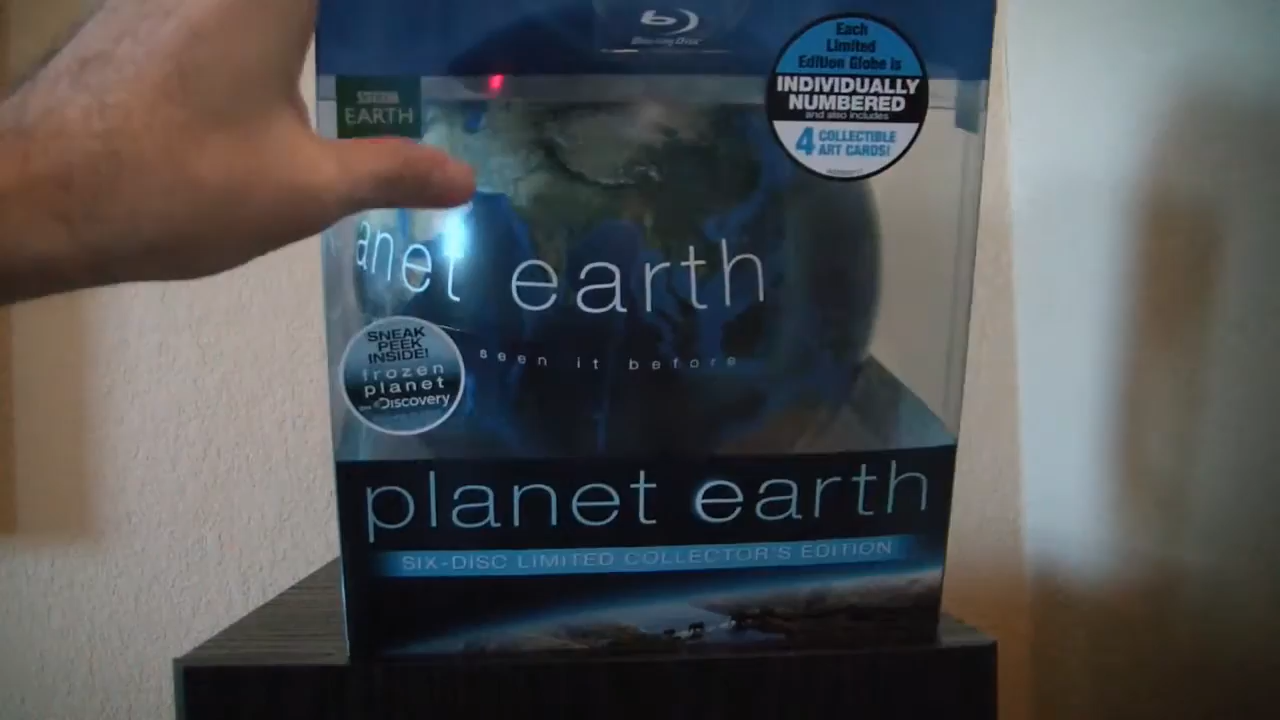 Blu-ray Disc
Each
Limited
Edition Globe is
INDIVIDUALLY
NUMBERED
and also includes
4 COLLECTIBLE
ART CARDS!
EARTH
anet earth
seen it before
SNEAK
PEEK
INSIDE!
frozen
planet
Discovery
planet earth
SIX-DISC LIMITED COLLECTOR'S EDITION